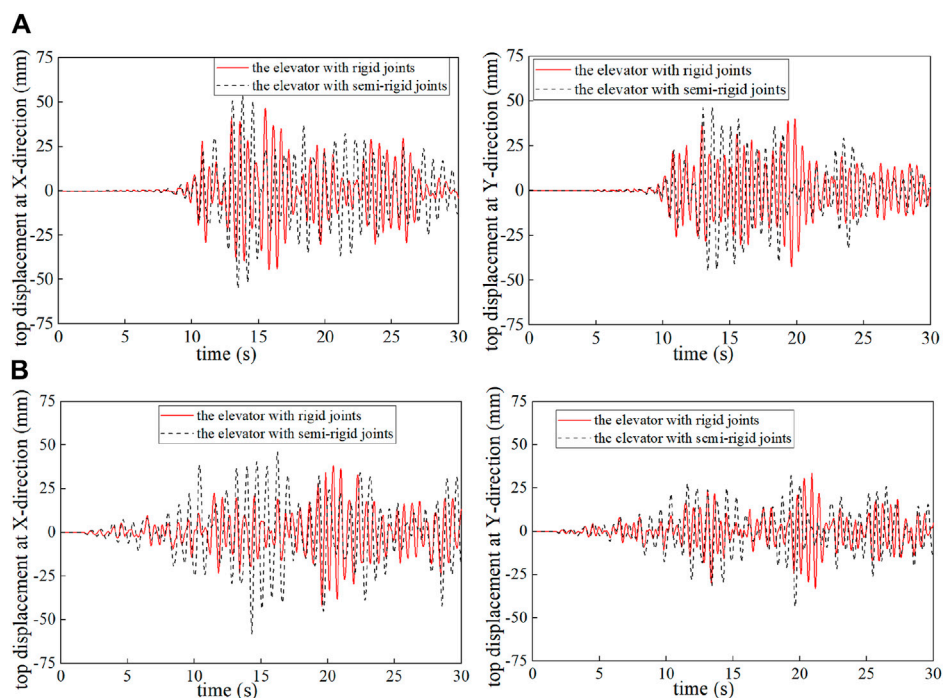 A
top displacement at X-direction (mm)
75
50
25
0
-25
-50
-75
the elevator with rigid joints
the elevator with semi-rigid joints
0 5 10 15 20 25 30
time (s)
top displacement at Y-direction (mm)
75
50
25
0
-25
-50
-75
the elevator with rigid joints
the elevator with semi-rigid joints
0 5 10 15 20 25 30
time (s)
B
top displacement at X-direction (mm)
75
50
25
0
-25
-50
-75
the elevator with rigid joints
the elevator with semi-rigid joints
0 5 10 15 20 25 30
time (s)
top displacement at Y-direction (mm)
75
50
25
0
-25
-50
-75
the elevator with rigid joints
the elevator with semi-rigid joints
0 5 10 15 20 25 30
time (s)